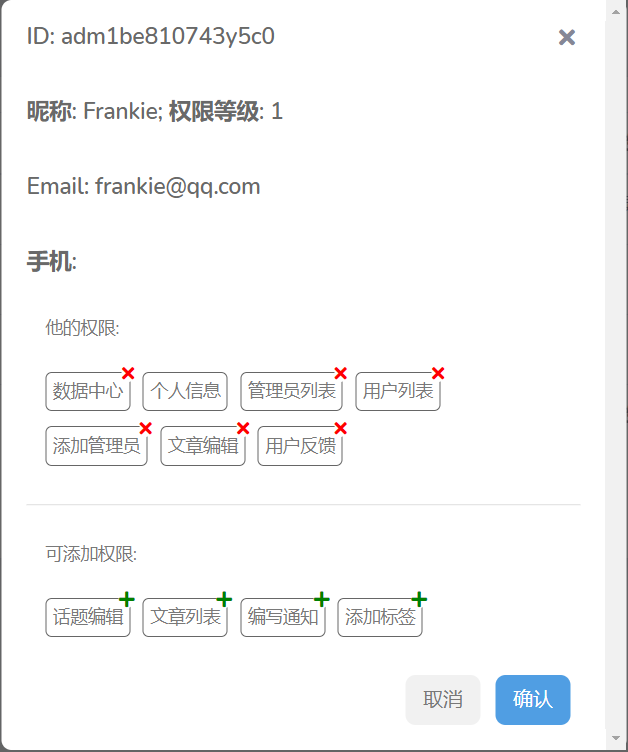 ID: adm1be810743y5c0
昵称: Frankie; 权限等级: 1
Email: frankie@qq.com
手机:
他的权限:
数据中心 个人信息 管理员列表 用户列表
添加管理员 文章编辑 用户反馈
可添加权限:
话题编辑 文章列表 编写通知 添加标签
取消 确认